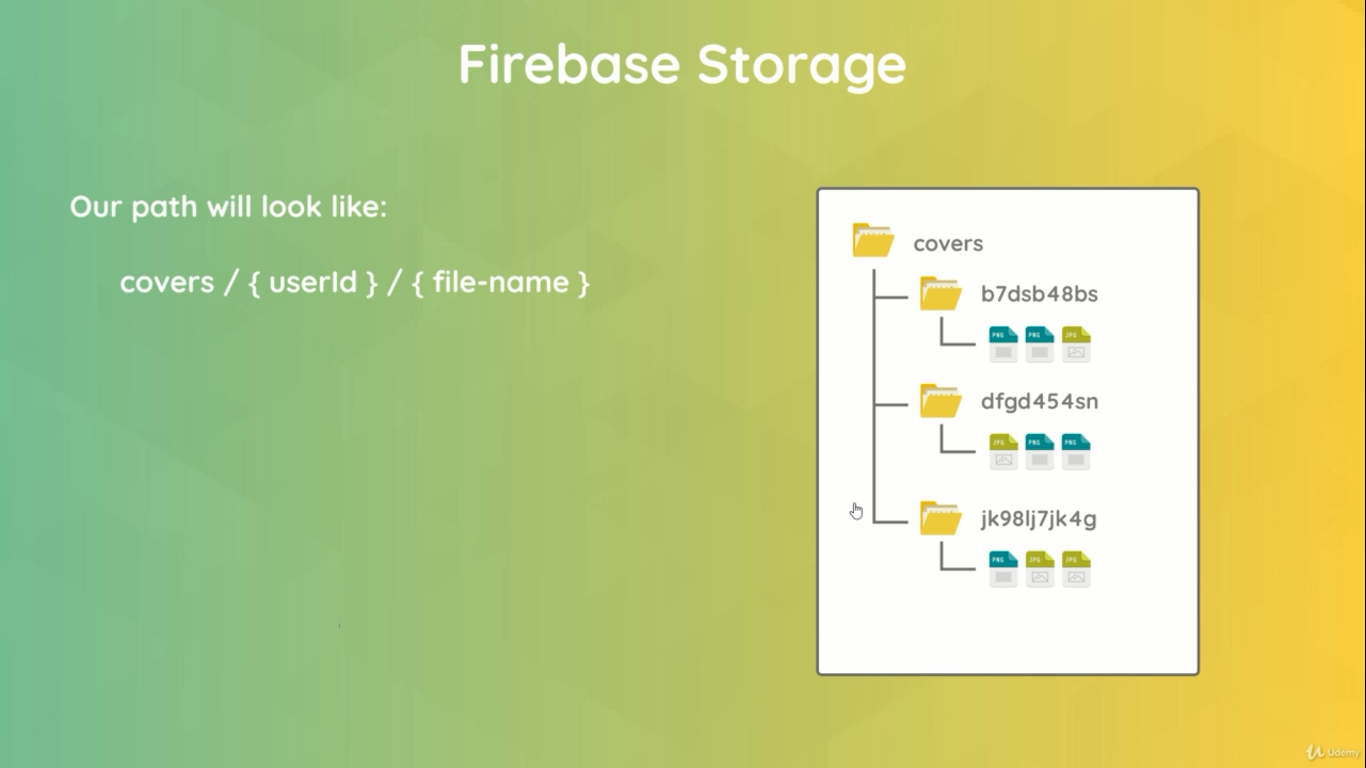 Firebase Storage
Our path will look like:
covers / { userId } / { file-name }
covers
b7dsb48bs
PNG PNG JPG
dfgd454sn
JPG PNG PNG
jk98lj7jk4g
PNG JPG JPG
Udemy